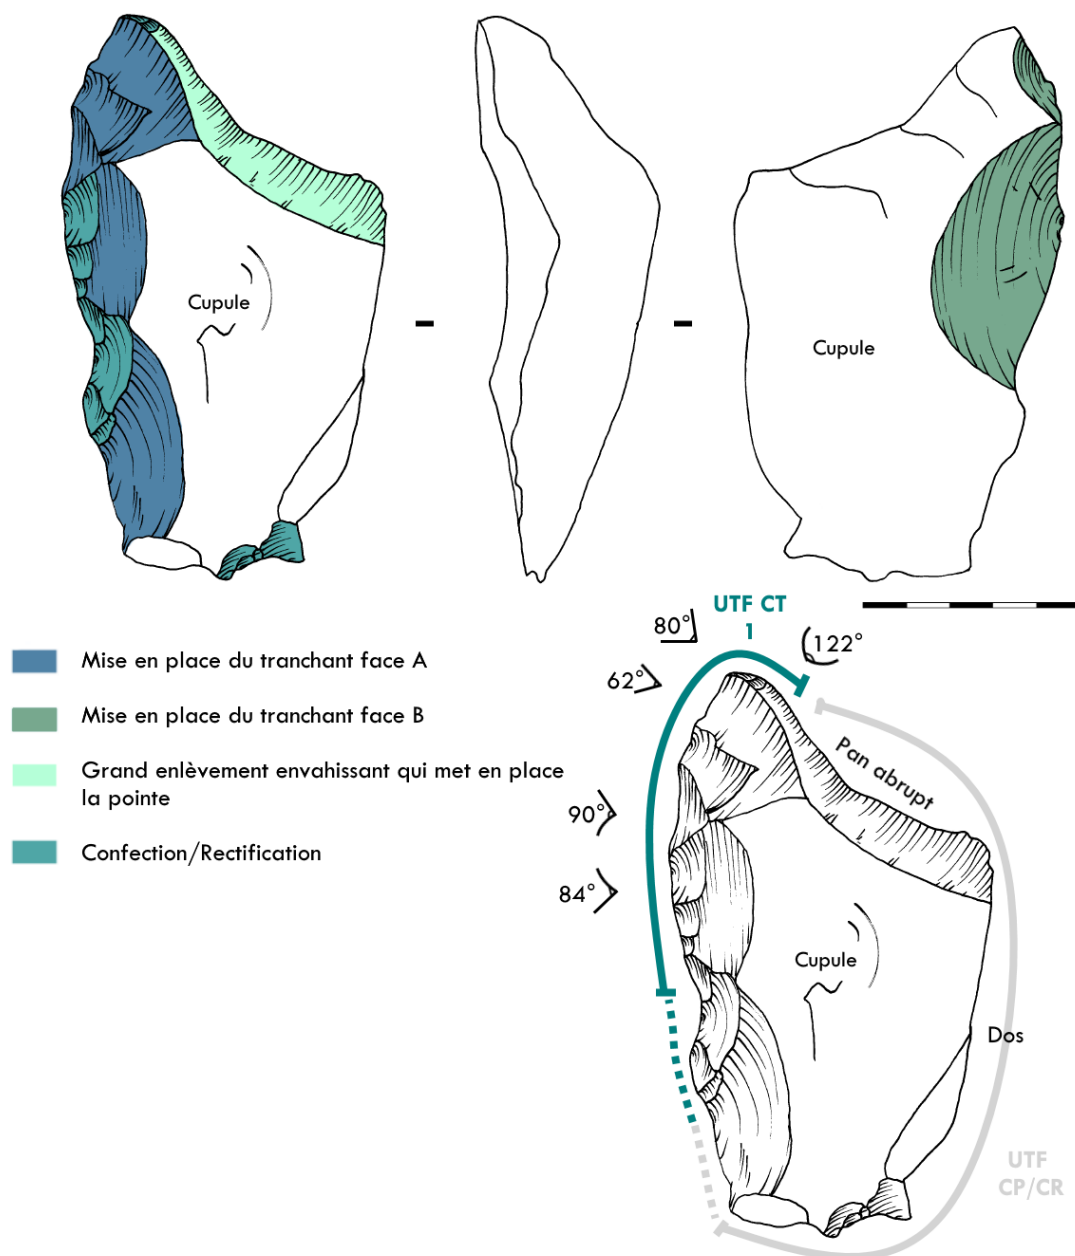 Cupule
Cupule
Mise en place du tranchant face A
Mise en place du tranchant face B
Grand enlèvement envahissant qui met en place
la pointe
Confection/Rectification
UTF CT
1
80°
122°
62°
90°
84°
Pan abrupt
Cupule
Dos
UTF
CP/CR